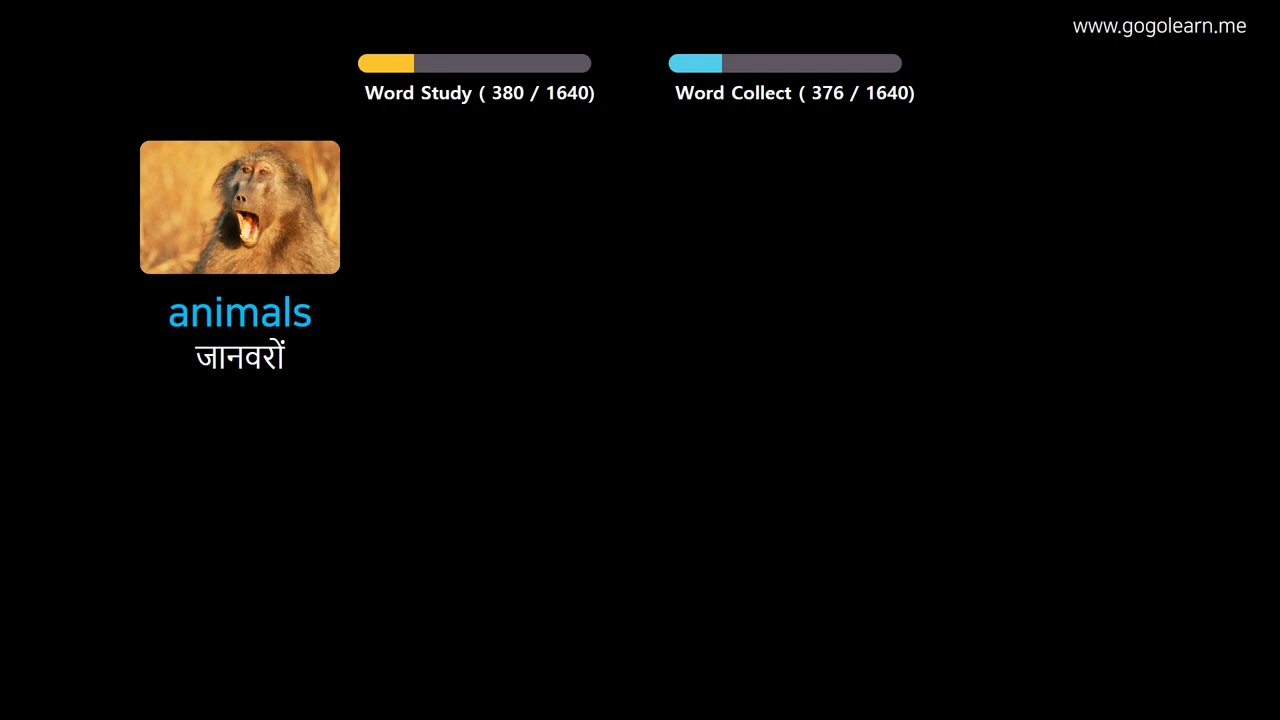 www.gogolearn.me
Word Study ( 380 / 1640)
Word Collect ( 376 / 1640)
animals
जानवरों